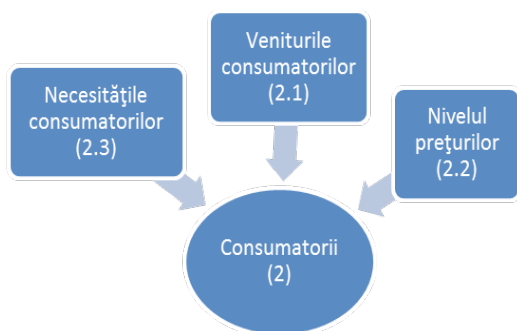 Necesităţile
consumatorilor
(2.3)
Veniturile
consumatorilor
(2.1)
Nivelul
preţurilor
(2.2)
Consumatorii
(2)